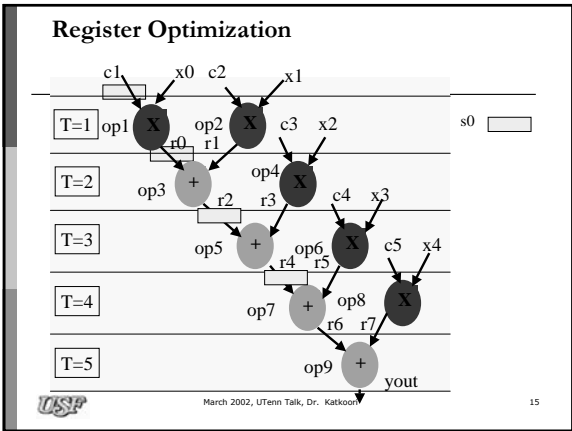 Register Optimization
c1 x0 c2 x1
T=1 op1 X op2 X c3 x2 s0
r0 r1
T=2 op3 + op4 X
r2 r3 c4 x3
T=3 op5 + op6 X c5 x4
r4 r5
T=4 op7 + op8 X
r6 r7
T=5 op9 +
yout
USF March 2002, UTenn Talk, Dr. Katkoori 15